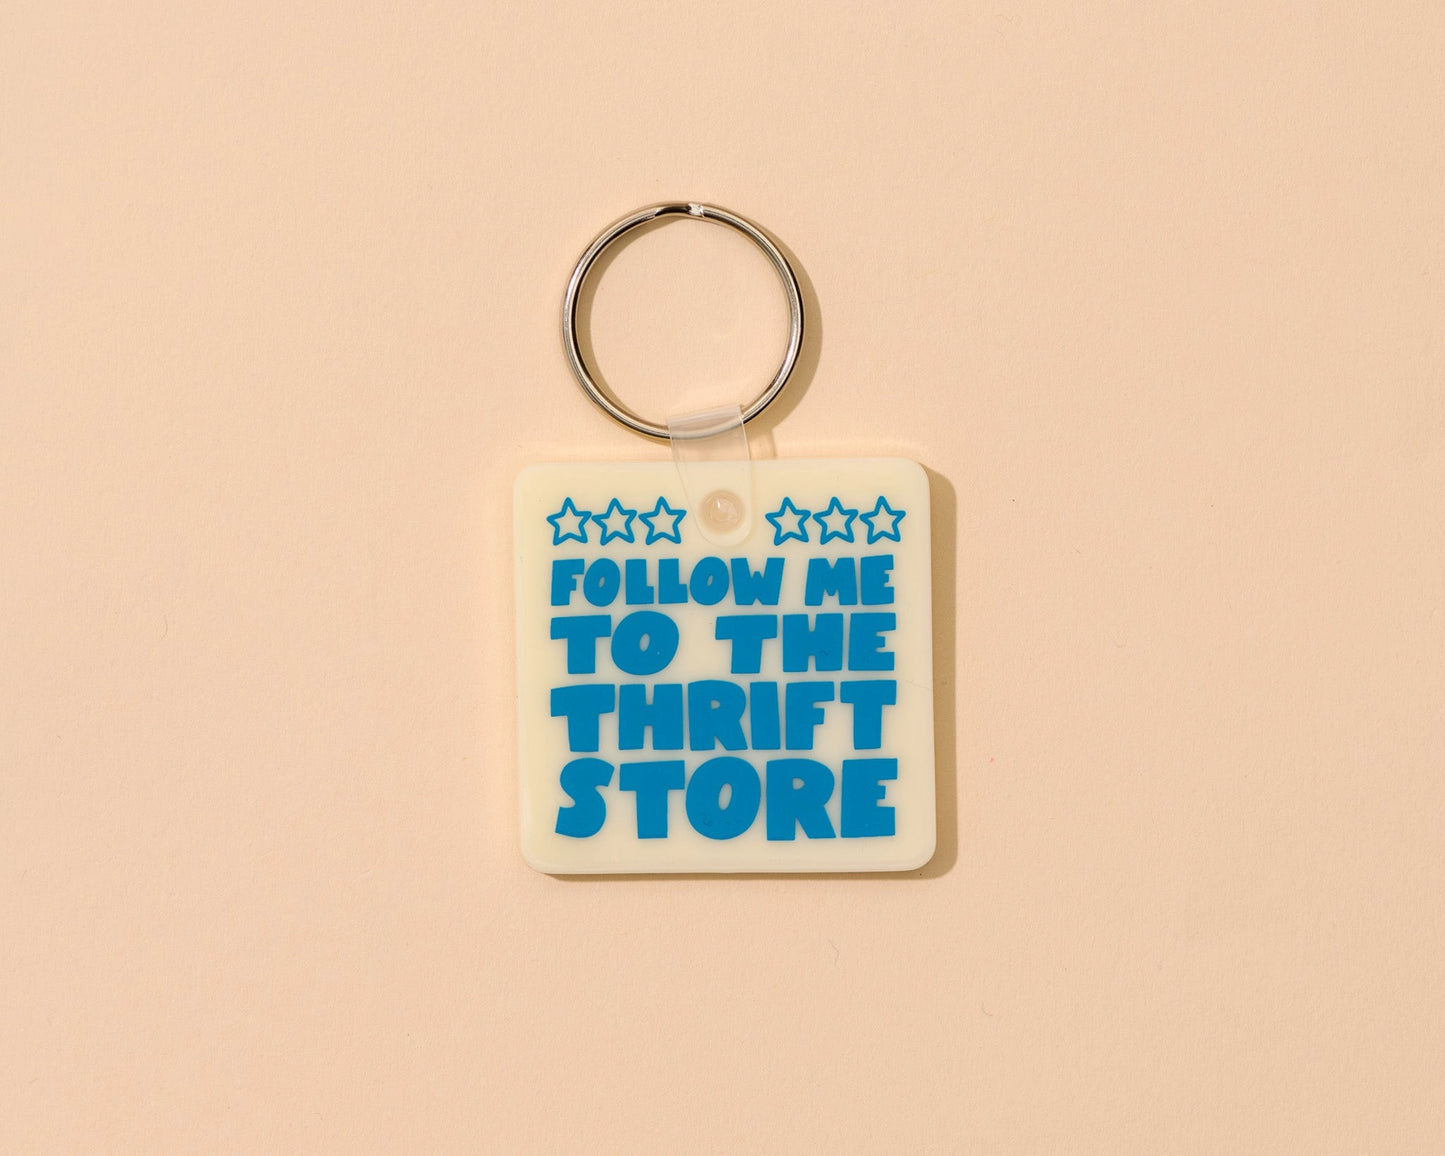 FOLLOW ME
TO THE
THRIFT
STORE